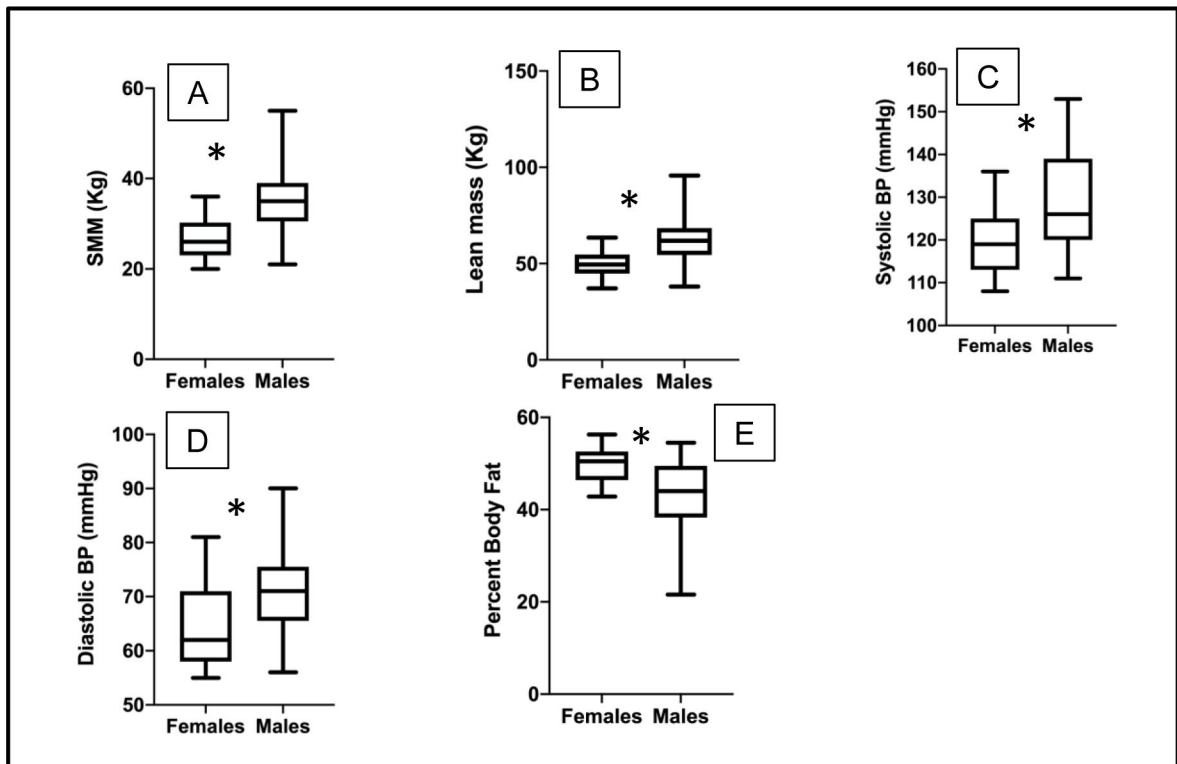 A
SMM (Kg)
60
40
20
0
*
Females Males
B
Lean mass (Kg)
150
100
50
0
*
Females Males
C
Systolic BP (mmHg)
160
150
140
130
120
110
100
*
Females Males
D
Diastolic BP (mmHg)
100
90
80
70
60
50
*
Females Males
E
Percent Body Fat
60
40
20
0
*
Females Males